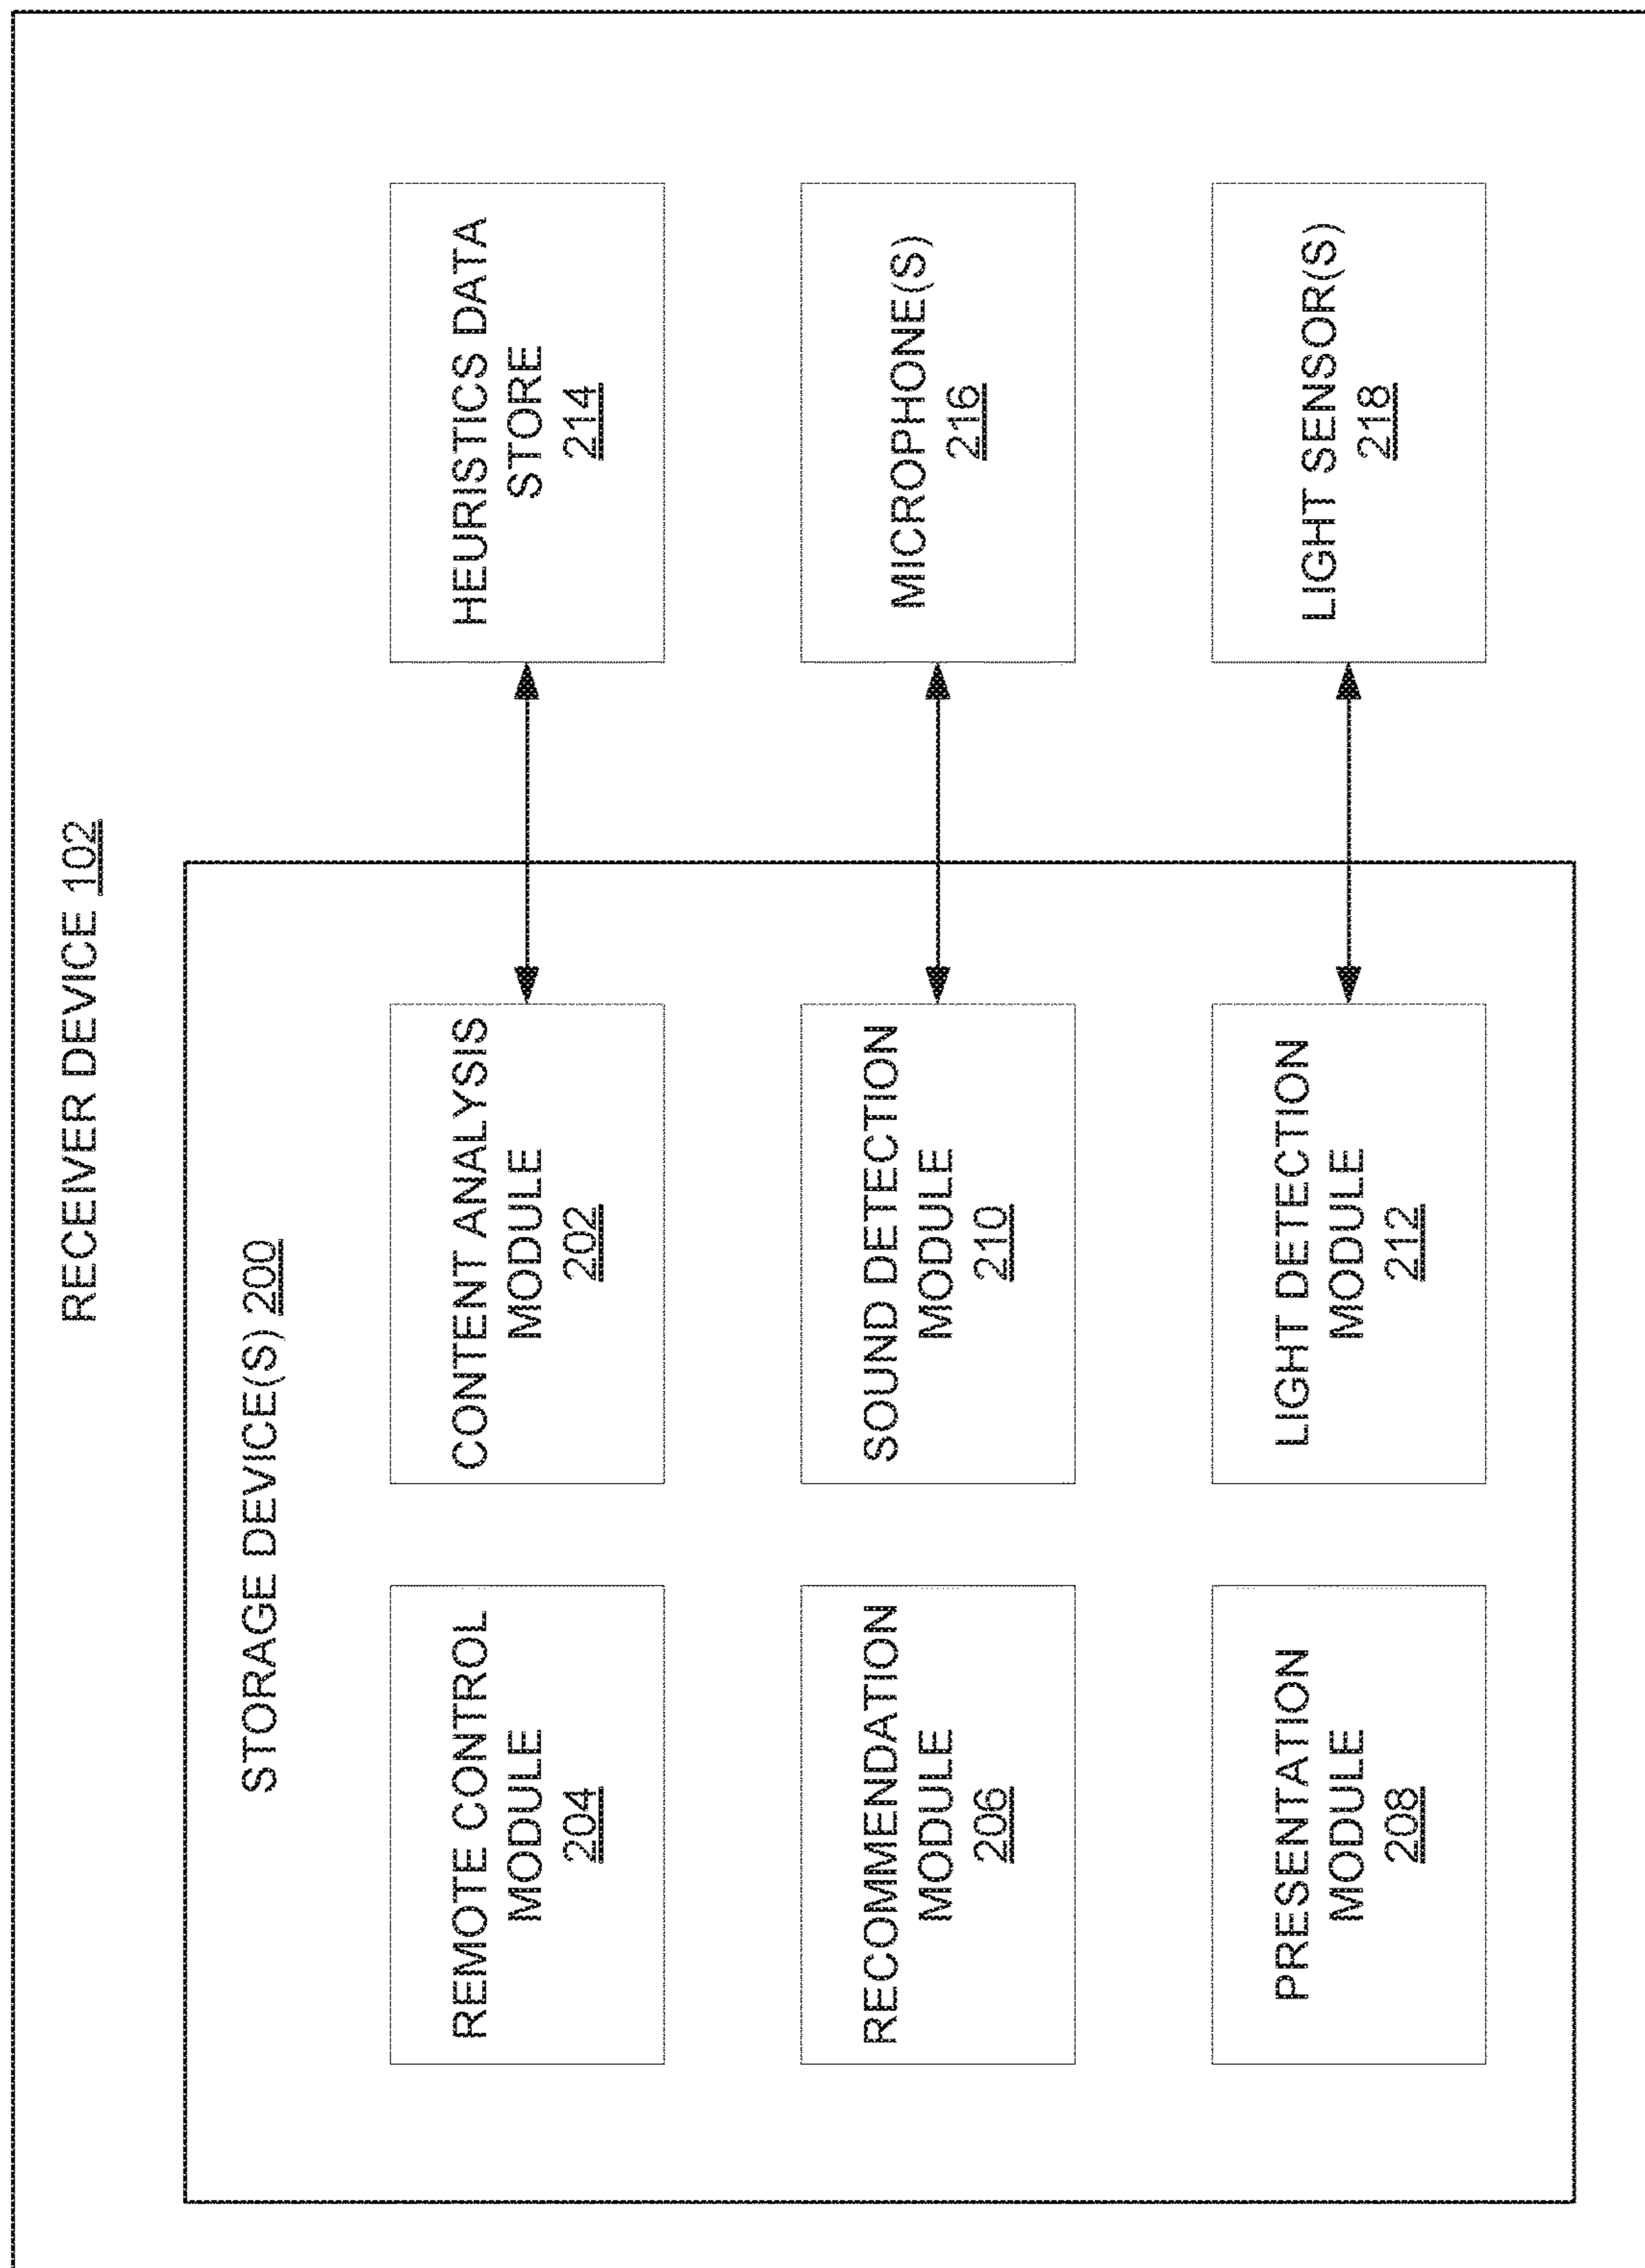 RECEIVER DEVICE 102
STORAGE DEVICE(S) 200
REMOTE CONTROL
MODULE
204
CONTENT ANALYSIS
MODULE
202
HEURISTICS DATA
STORE
214
RECOMMENDATION
MODULE
206
SOUND DETECTION
MODULE
210
MICROPHONE(S)
216
PRESENTATION
MODULE
208
LIGHT DETECTION
MODULE
212
LIGHT SENSOR(S)
218